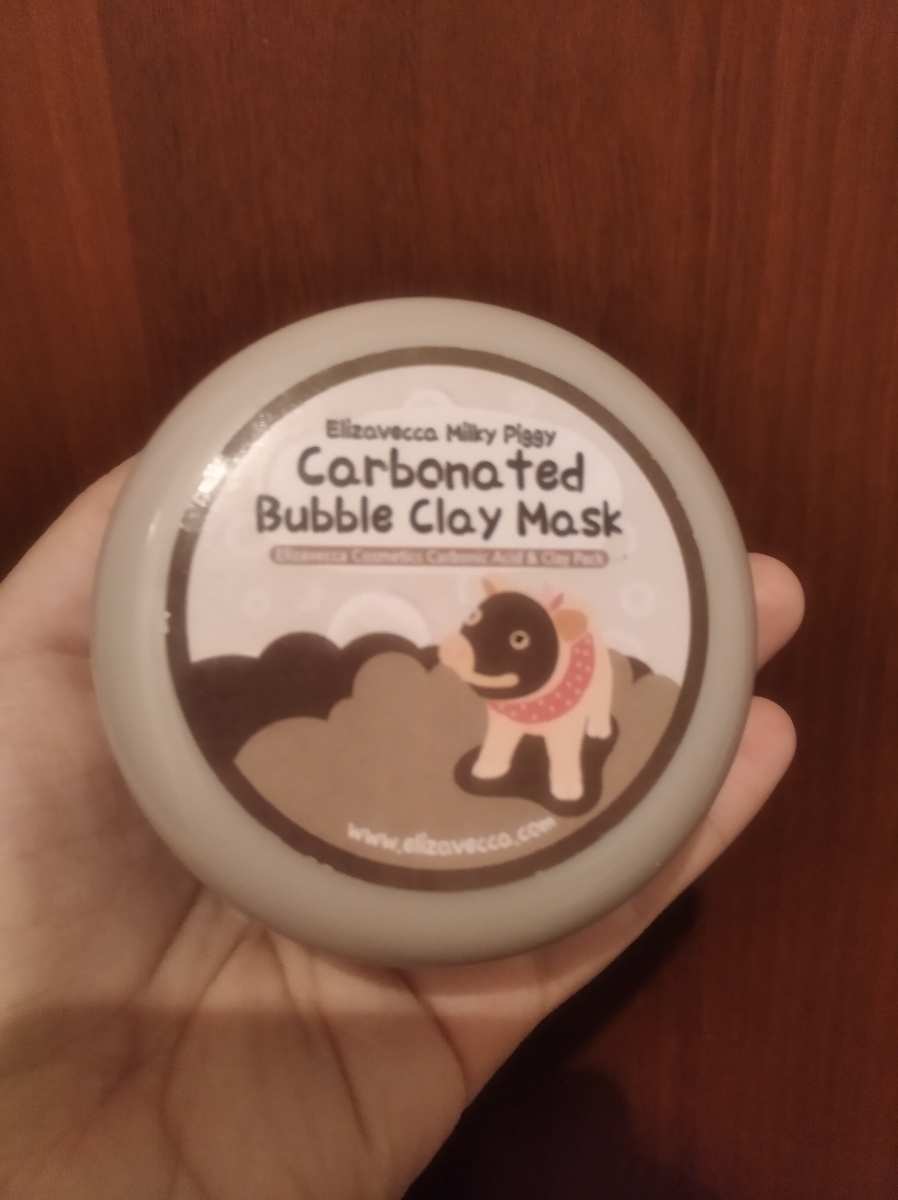 Elizavecca Milky Piggy
Carbonated
Bubble Clay Mask
Elizavecca Cosmetics Carbonic Acid & Clay Pack
www.elizavecca.com